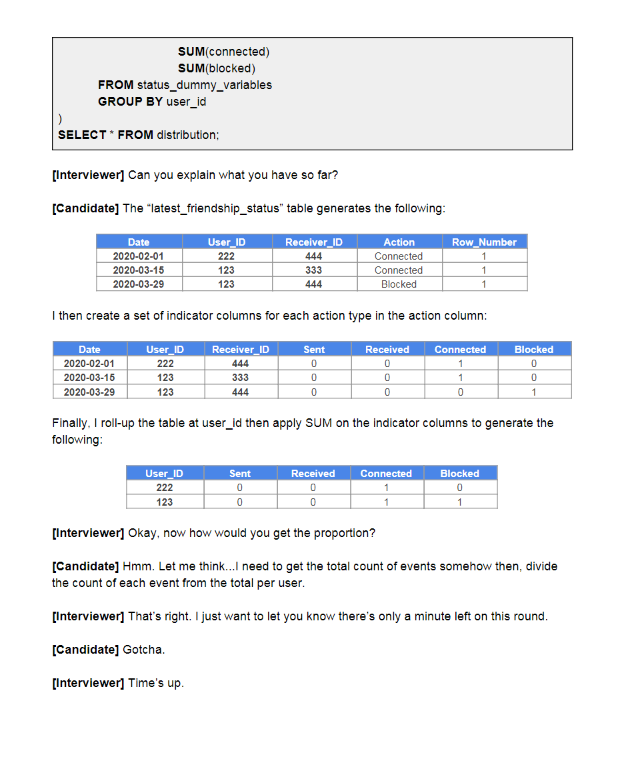 SUM(connected)
SUM(blocked)
FROM status_dummy_variables
GROUP BY user_id
)
SELECT * FROM distribution;
[Interviewer] Can you explain what you have so far?
[Candidate] The “latest_friendship_status” table generates the following:
Date User_ID Receiver_ID Action Row_Number
2020-02-01 222 444 Connected 1
2020-03-15 123 333 Connected 1
2020-03-29 123 444 Blocked 1
I then create a set of indicator columns for each action type in the action column:
Date User_ID Receiver_ID Sent Received Connected Blocked
2020-02-01 222 444 0 0 1 0
2020-03-15 123 333 0 0 1 0
2020-03-29 123 444 0 0 0 1
Finally, I roll-up the table at user_id then apply SUM on the indicator columns to generate the
following:
User_ID Sent Received Connected Blocked
222 0 0 1 0
123 0 0 1 1
[Interviewer] Okay, now how would you get the proportion?
[Candidate] Hmm. Let me think...I need to get the total count of events somehow then, divide
the count of each event from the total per user.
[Interviewer] That’s right. I just want to let you know there’s only a minute left on this round.
[Candidate] Gotcha.
[Interviewer] Time’s up.